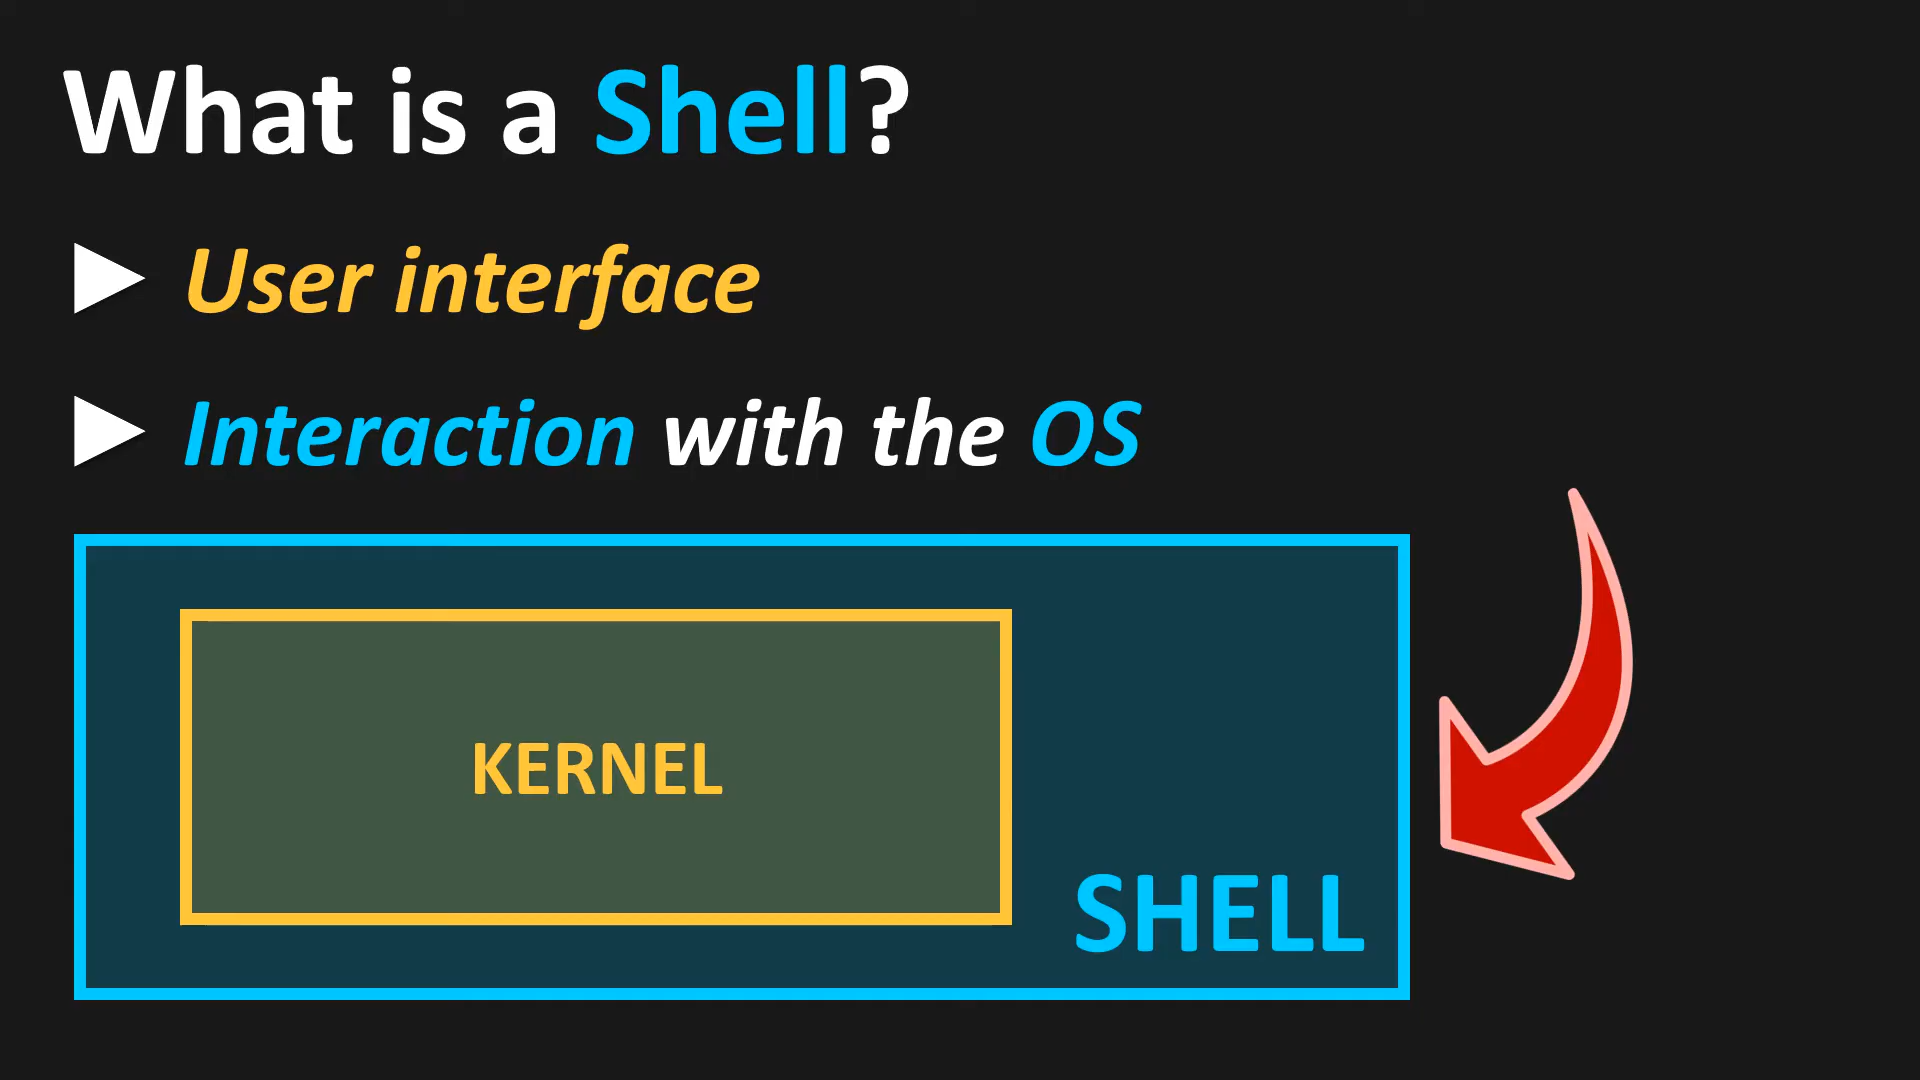 What is a Shell?
User interface
Interaction with the OS
KERNEL
SHELL